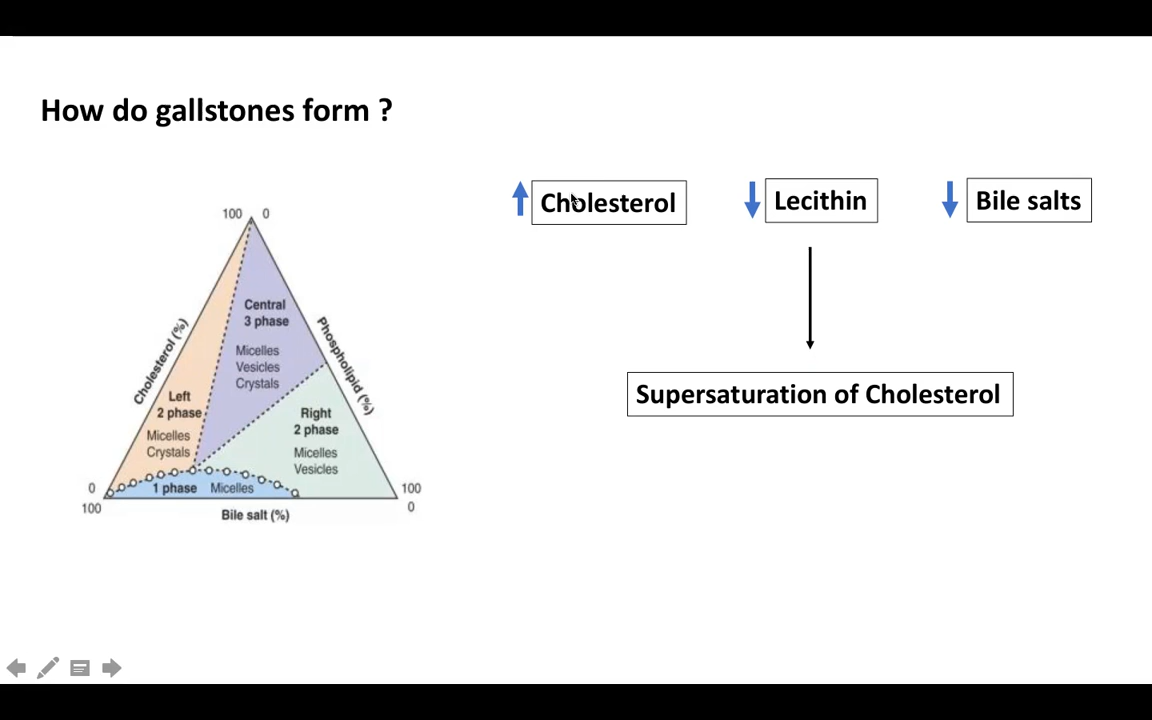 How do gallstones form ?
Cholesterol
Lecithin
Bile salts
Supersaturation of Cholesterol
100 0
Cholesterol (%)
Phospholipid (%)
Central
3 phase
Micelles
Vesicles
Crystals
Left
2 phase
Micelles
Crystals
Right
2 phase
Micelles
Vesicles
1 phase Micelles
0
100
100
0
Bile salt (%)